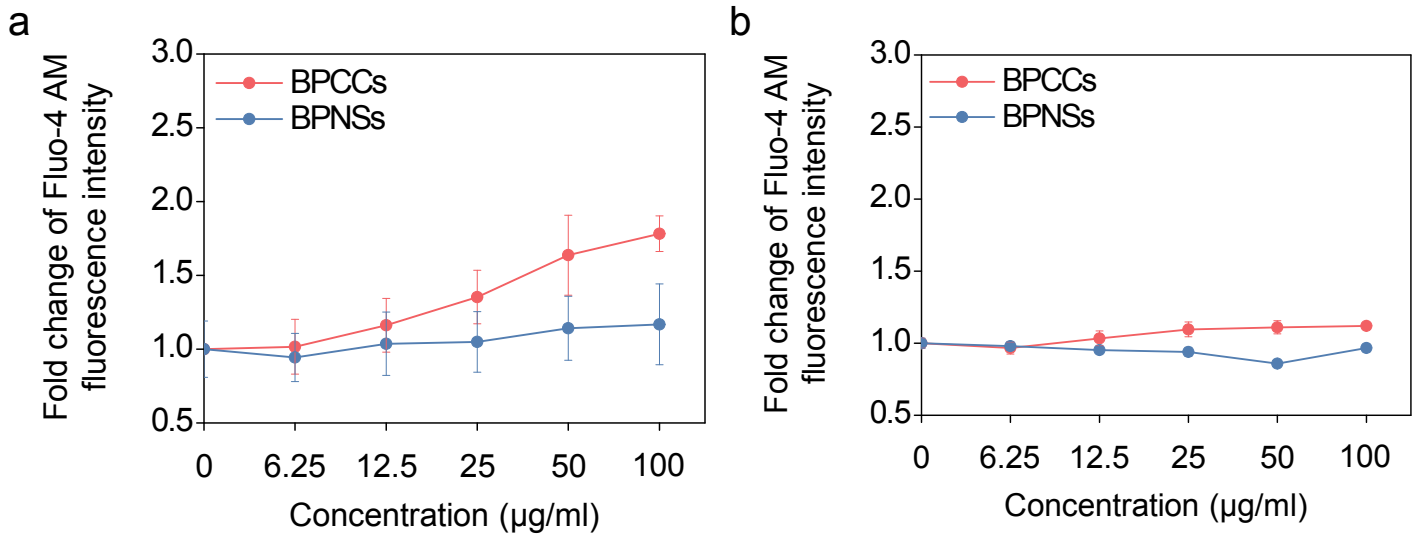 a
Fold change of Fluo-4 AM
fluorescence intensity
3.0
2.5
2.0
1.5
1.0
0.5
BPCCs
BPNSs
0 6.25 12.5 25 50 100
Concentration (µg/ml)
b
Fold change of Fluo-4 AM
fluorescence intensity
3.0
2.5
2.0
1.5
1.0
0.5
BPCCs
BPNSs
0 6.25 12.5 25 50 100
Concentration (µg/ml)